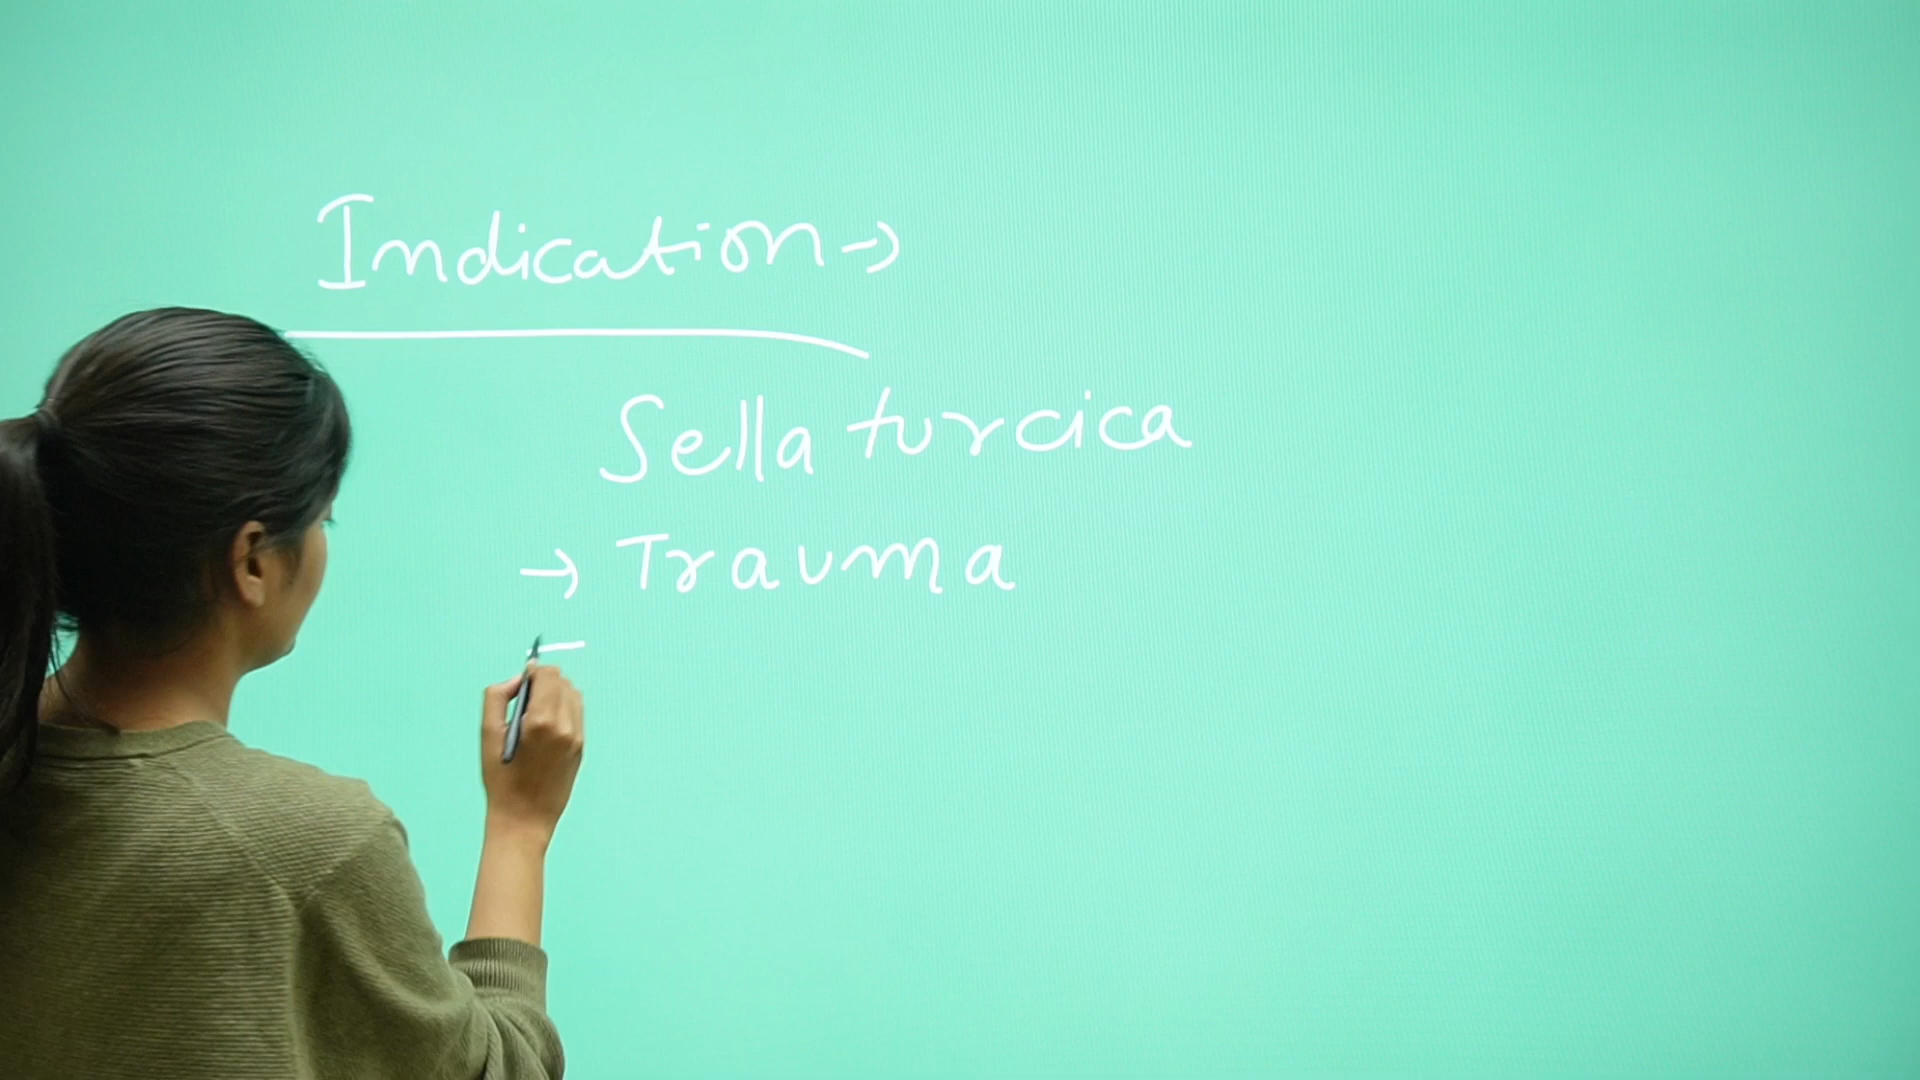 Indication →
Sella turcica
→ Trauma
–